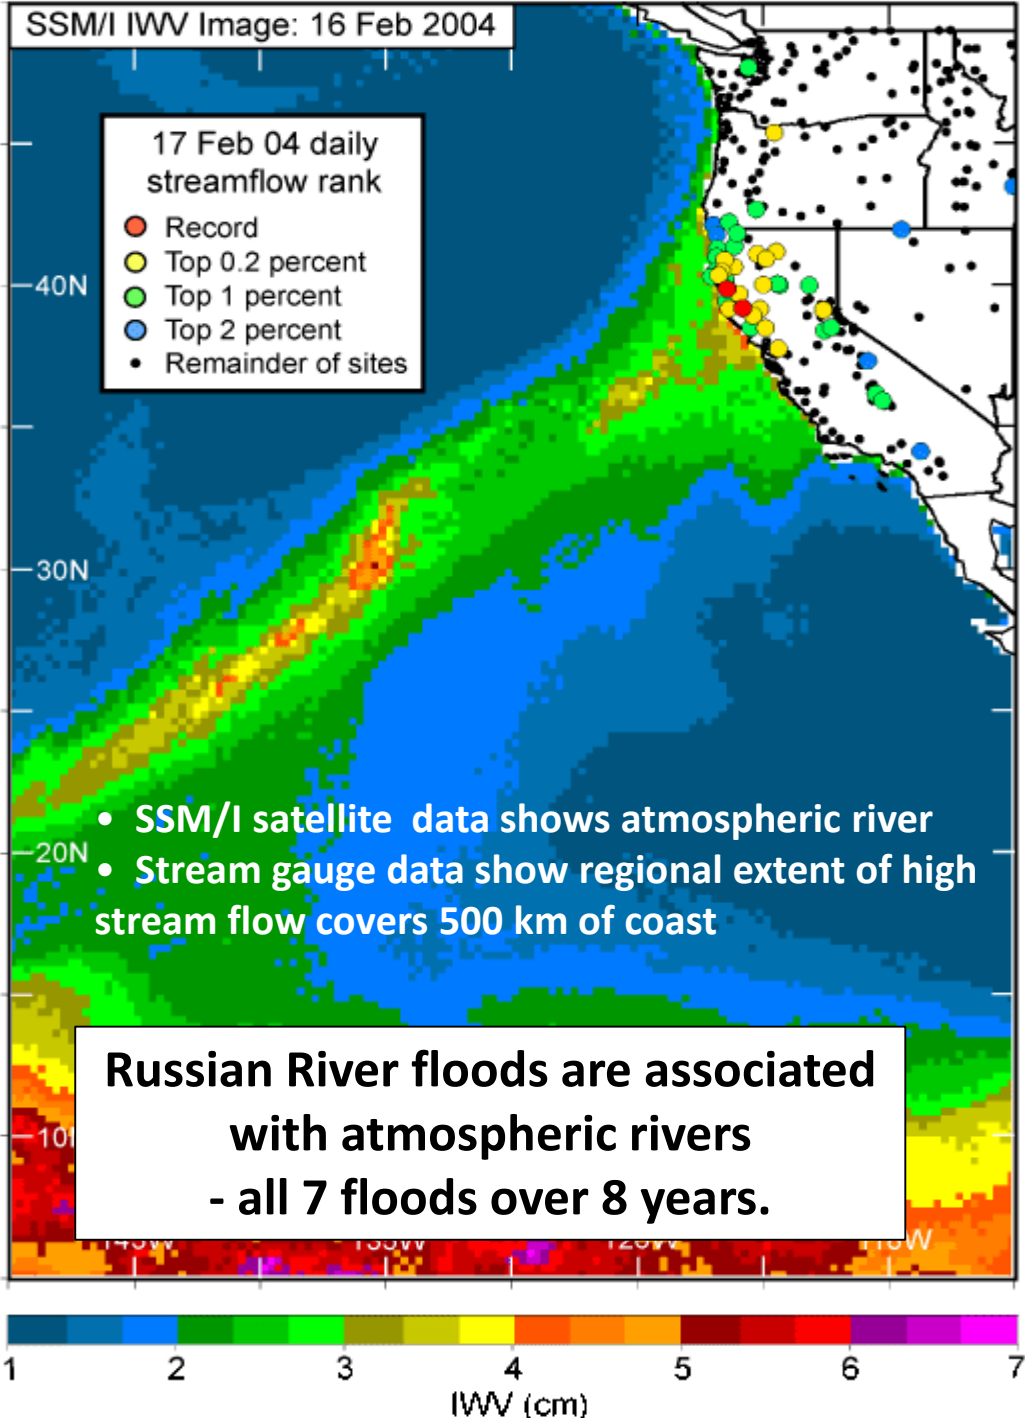 SSM/I IWV Image: 16 Feb 2004
17 Feb 04 daily
streamflow rank
Record
Top 0.2 percent
Top 1 percent
Top 2 percent
Remainder of sites
40N
30N
• SSM/I satellite  data shows atmospheric river
20N
• Stream gauge data show regional extent of high
stream flow covers 500 km of coast
Russian River floods are associated
with atmospheric rivers
- all 7 floods over 8 years.
1 2 3 4 5 6 7
IWV (cm)